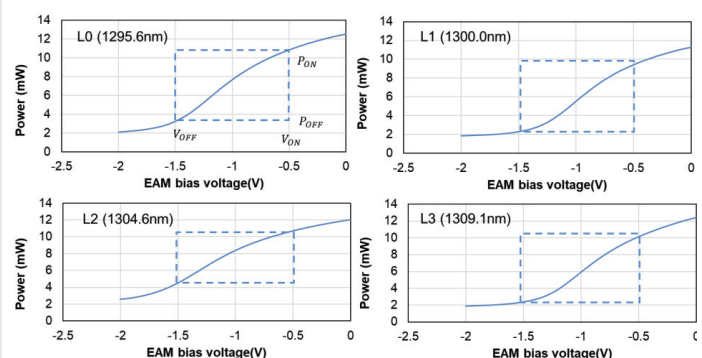 L0 (1295.6nm)
Power (mW)
14
12
10
8
6
4
2
0
P_ON
P_OFF
V_OFF
V_ON
-2.5 -2 -1.5 -1 -0.5 0
EAM bias voltage(V)
L1 (1300.0nm)
Power (mW)
14
12
10
8
6
4
2
0
-2.5 -2 -1.5 -1 -0.5 0
EAM bias voltage(V)
L2 (1304.6nm)
Power (mW)
14
12
10
8
6
4
2
0
-2.5 -2 -1.5 -1 -0.5 0
EAM bias voltage(V)
L3 (1309.1nm)
Power (mW)
14
12
10
8
6
4
2
0
-2.5 -2 -1.5 -1 -0.5 0
EAM bias voltage(V)